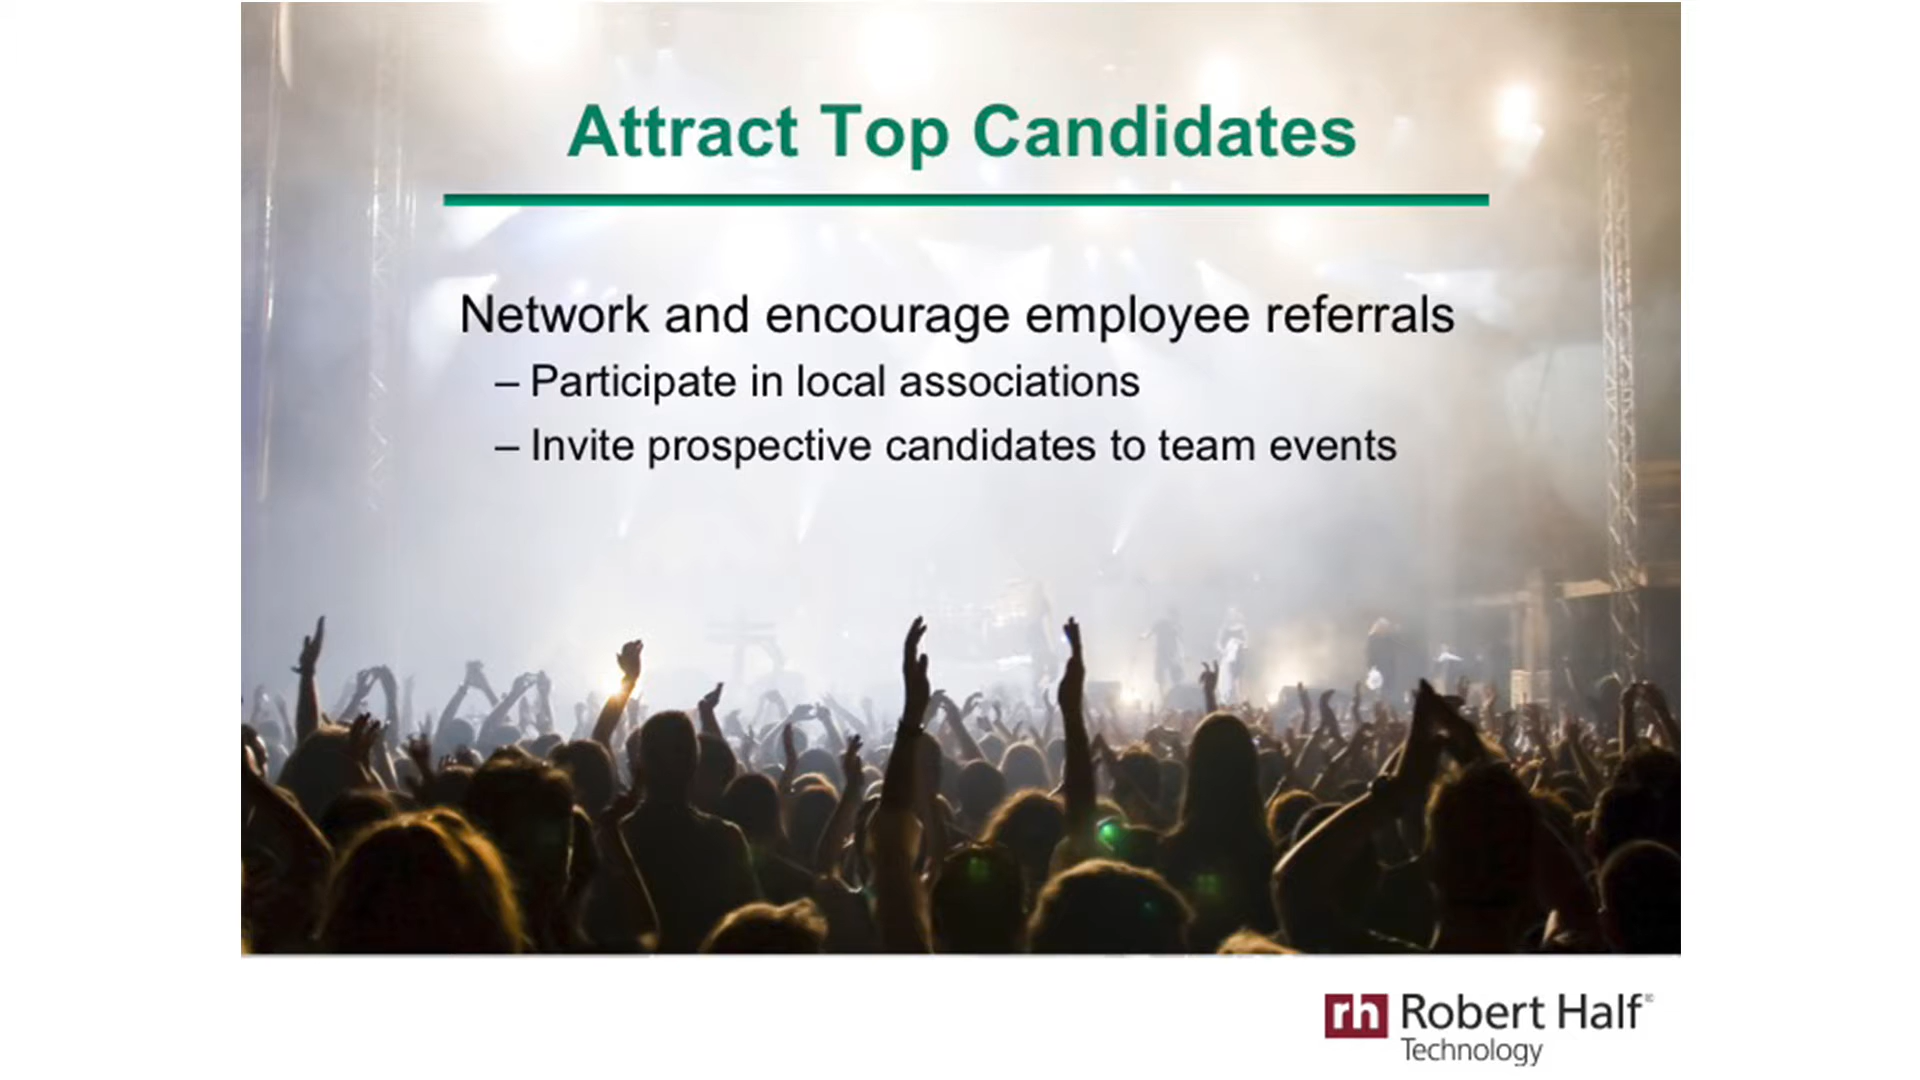 Attract Top Candidates
Network and encourage employee referrals
– Participate in local associations
– Invite prospective candidates to team events
rh Robert Half®
Technology